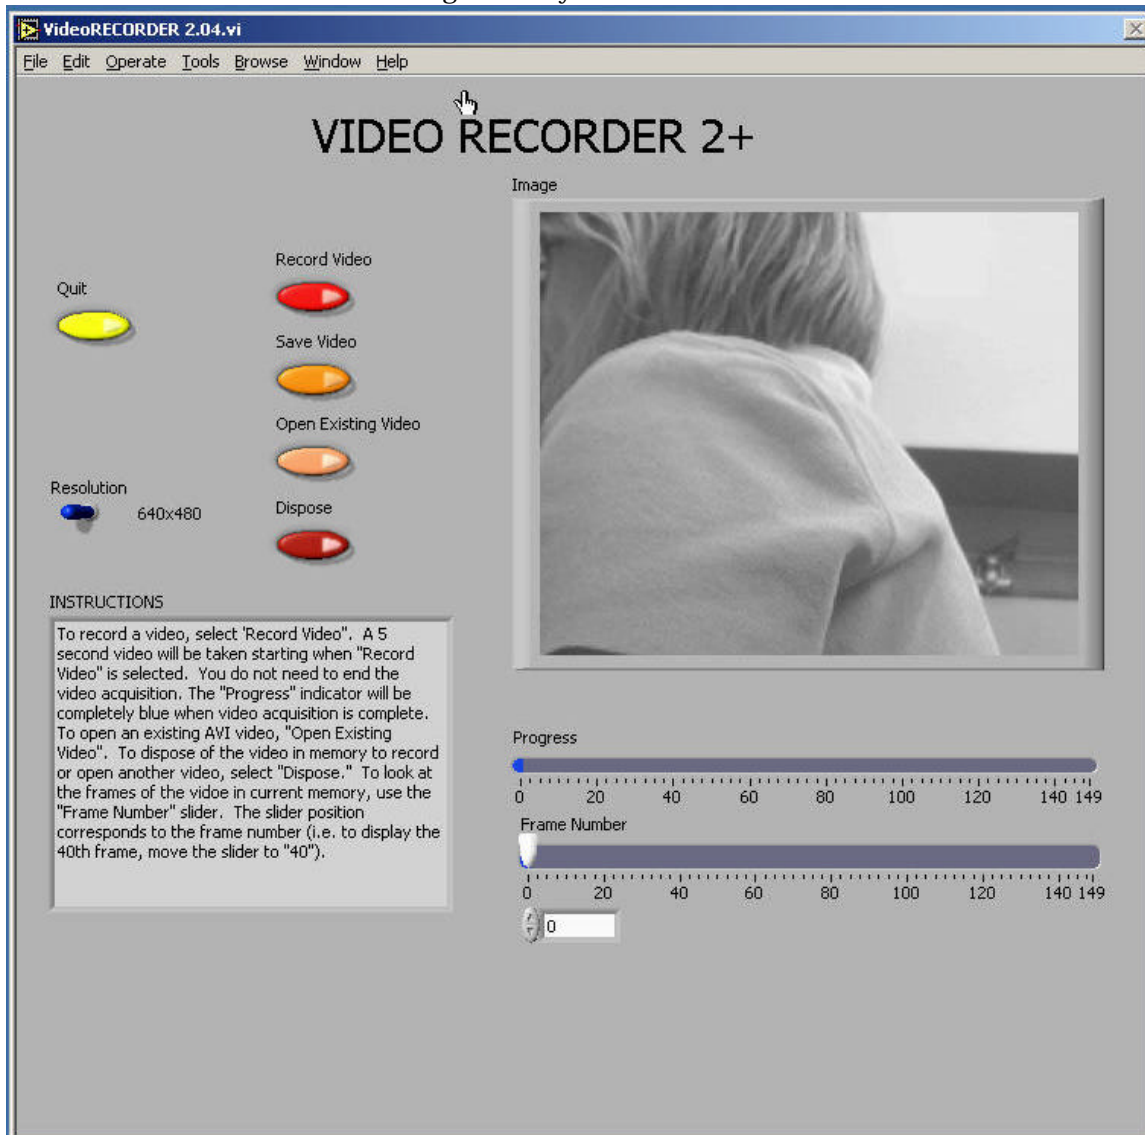 VideoRECORDER 2.04.vi
File Edit Operate Tools Browse Window Help
VIDEO RECORDER 2+
Image
Record Video
Quit
Save Video
Open Existing Video
Resolution
640x480
Dispose
INSTRUCTIONS
To record a video, select 'Record Video". A 5
second video will be taken starting when "Record
Video" is selected. You do not need to end the
video acquisition. The "Progress" indicator will be
completely blue when video acquisition is complete.
To open an existing AVI video, "Open Existing
Video". To dispose of the video in memory to record
or open another video, select "Dispose." To look at
the frames of the vidoe in current memory, use the
"Frame Number" slider. The slider position
corresponds to the frame number (i.e. to display the
40th frame, move the slider to "40").
Progress
0 20 40 60 80 100 120 140 149
Frame Number
0 20 40 60 80 100 120 140 149
0